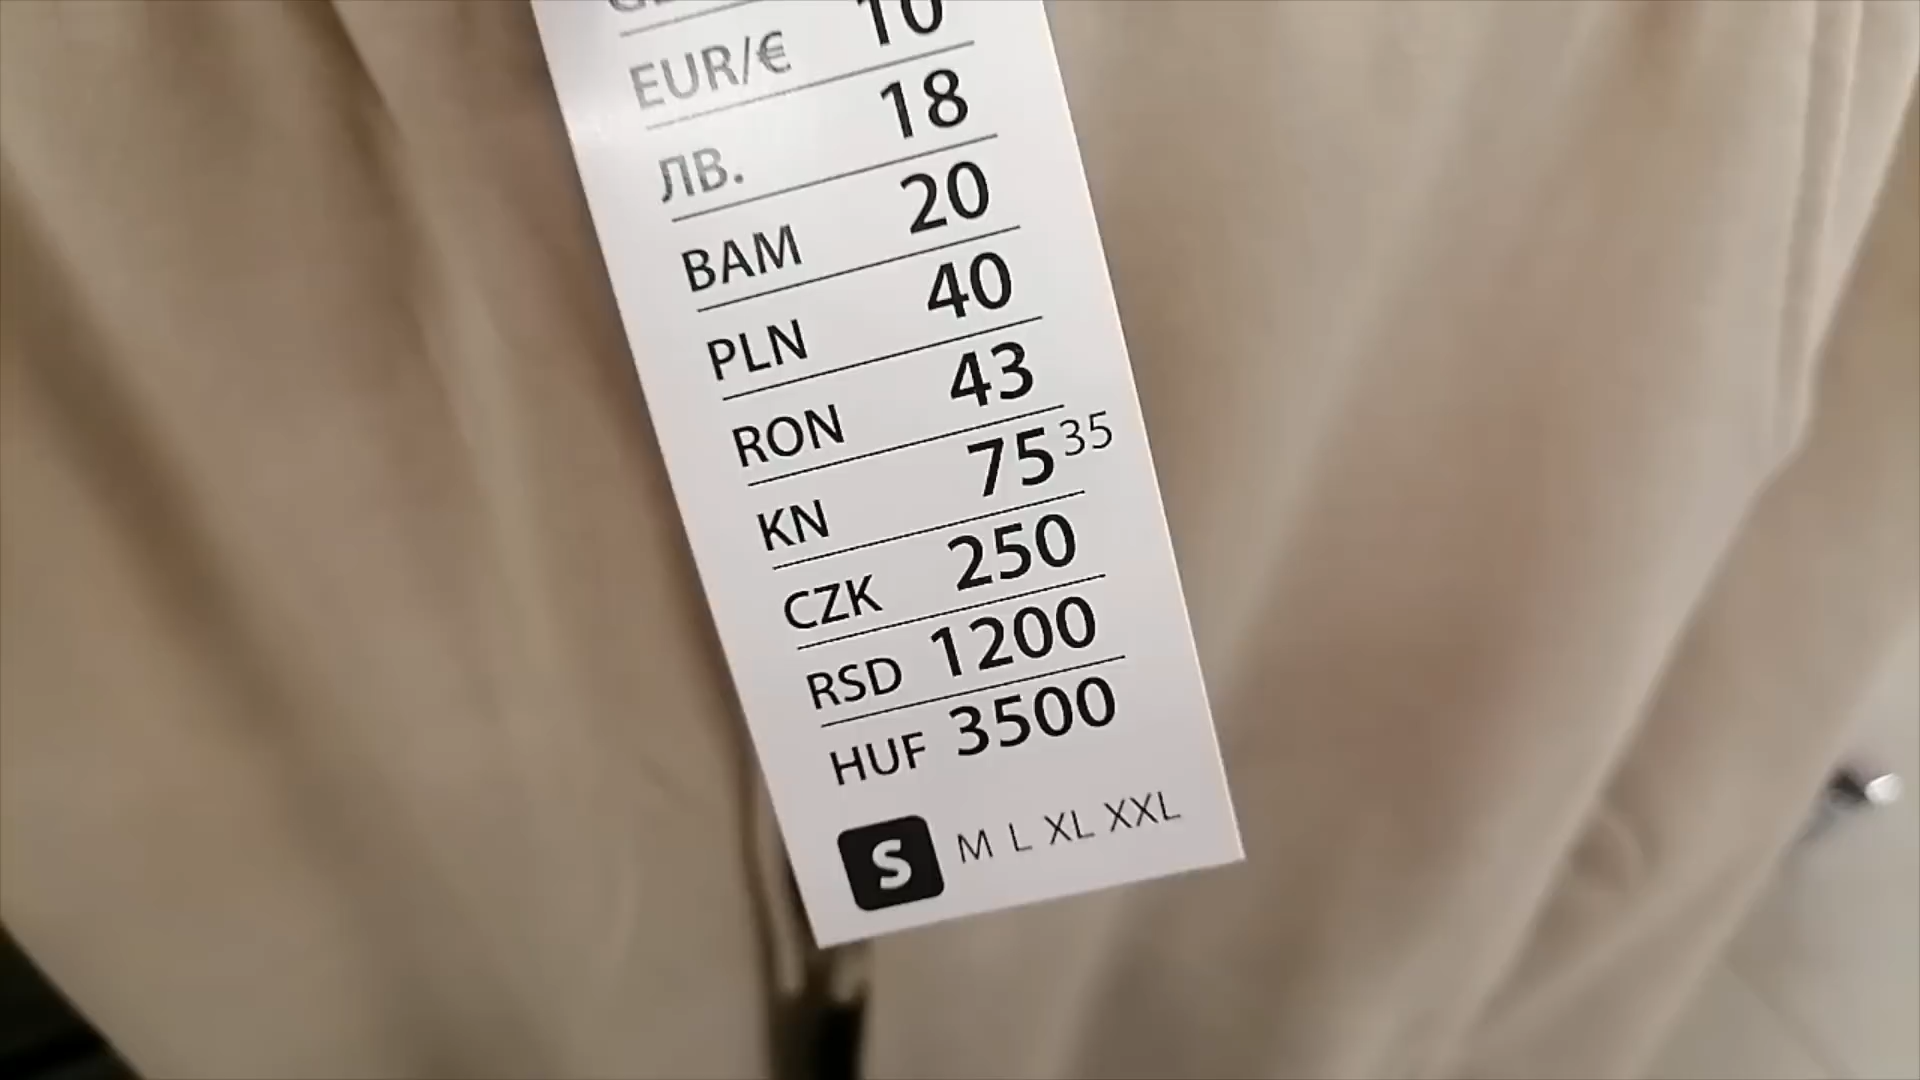 EUR/€ 10
ЛВ. 18
BAM 20
PLN 40
RON 43
KN 75 35
CZK 250
RSD 1200
HUF 3500
S M L XL XXL